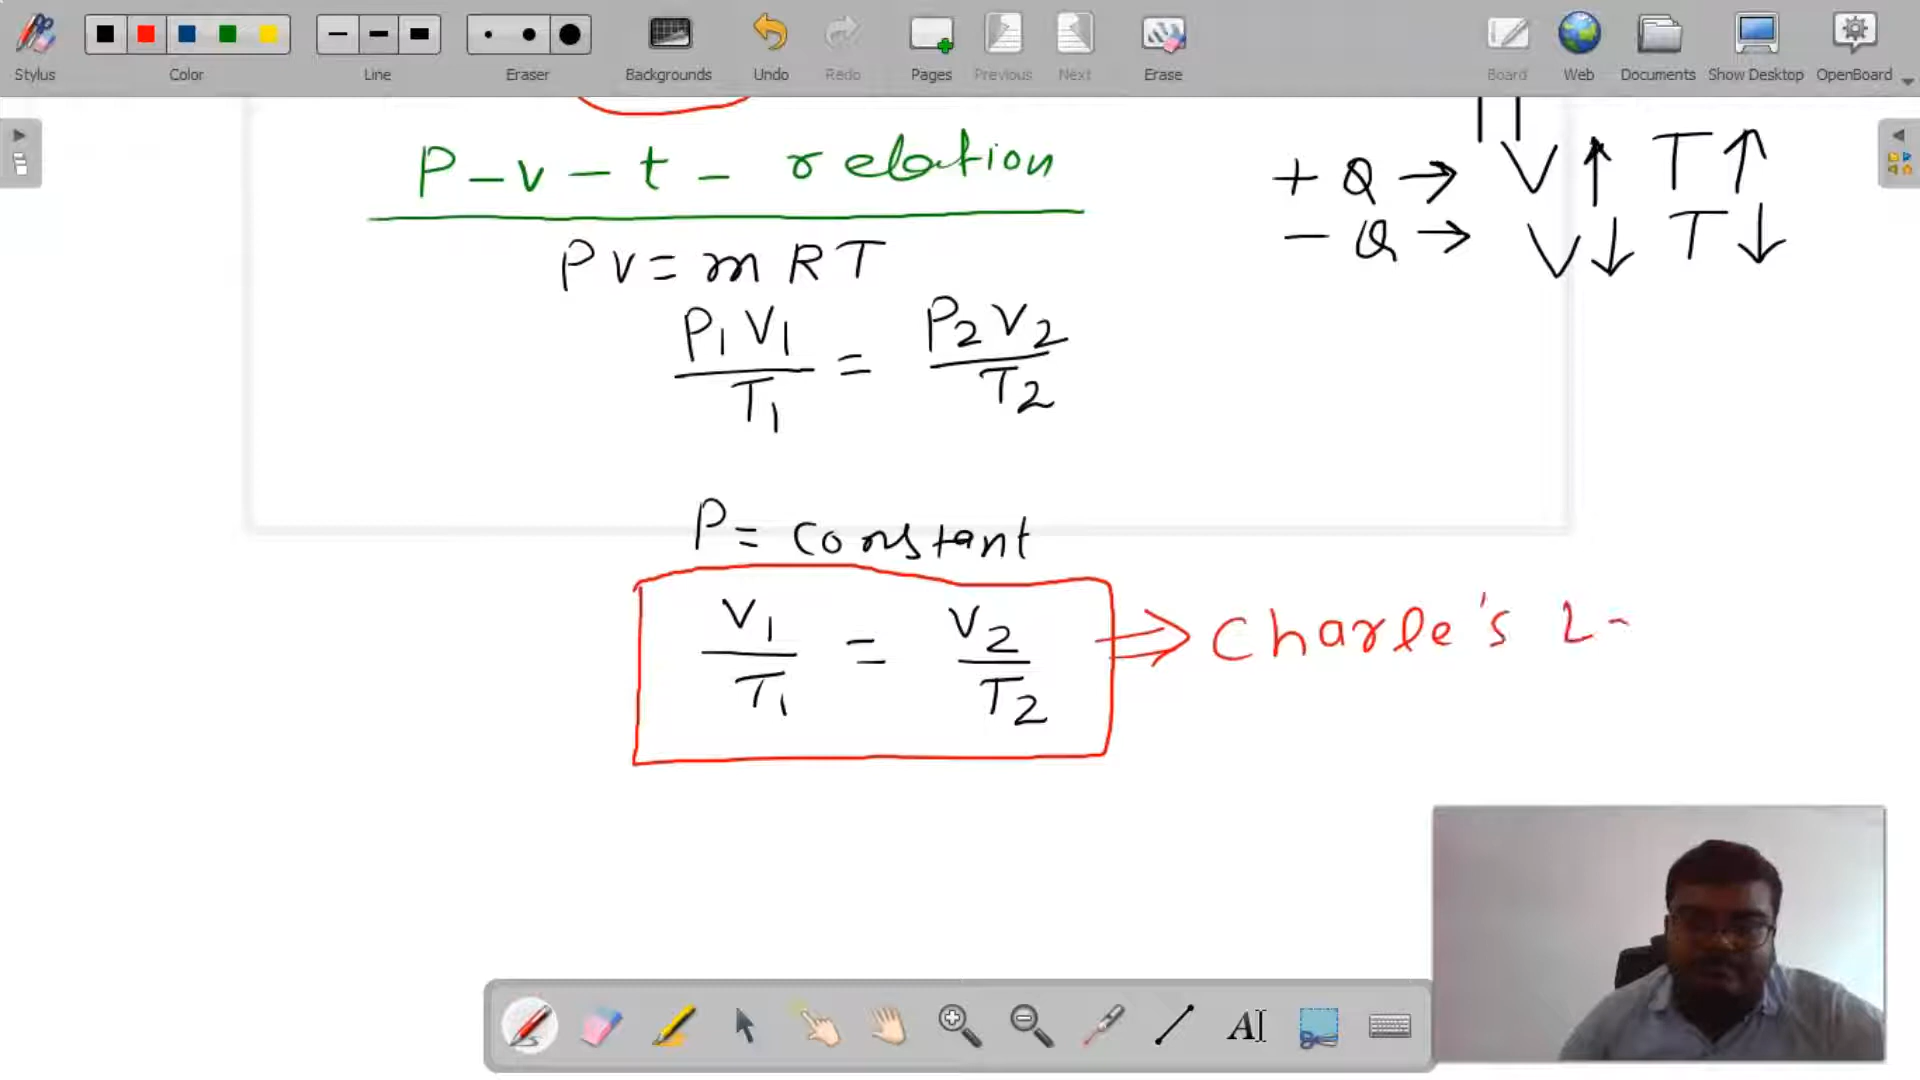 Stylus Color Line Eraser Backgrounds Undo Redo Pages Previous Next Erase Board Web Documents Show Desktop OpenBoard
P-v-t- relation
+Q → V↑ T↑
-Q → V↓ T↓
PV = mRT
P1V1/T1 = P2V2/T2
P = constant
V1/T1 = V2/T2 ⇒ Charle's L
AI